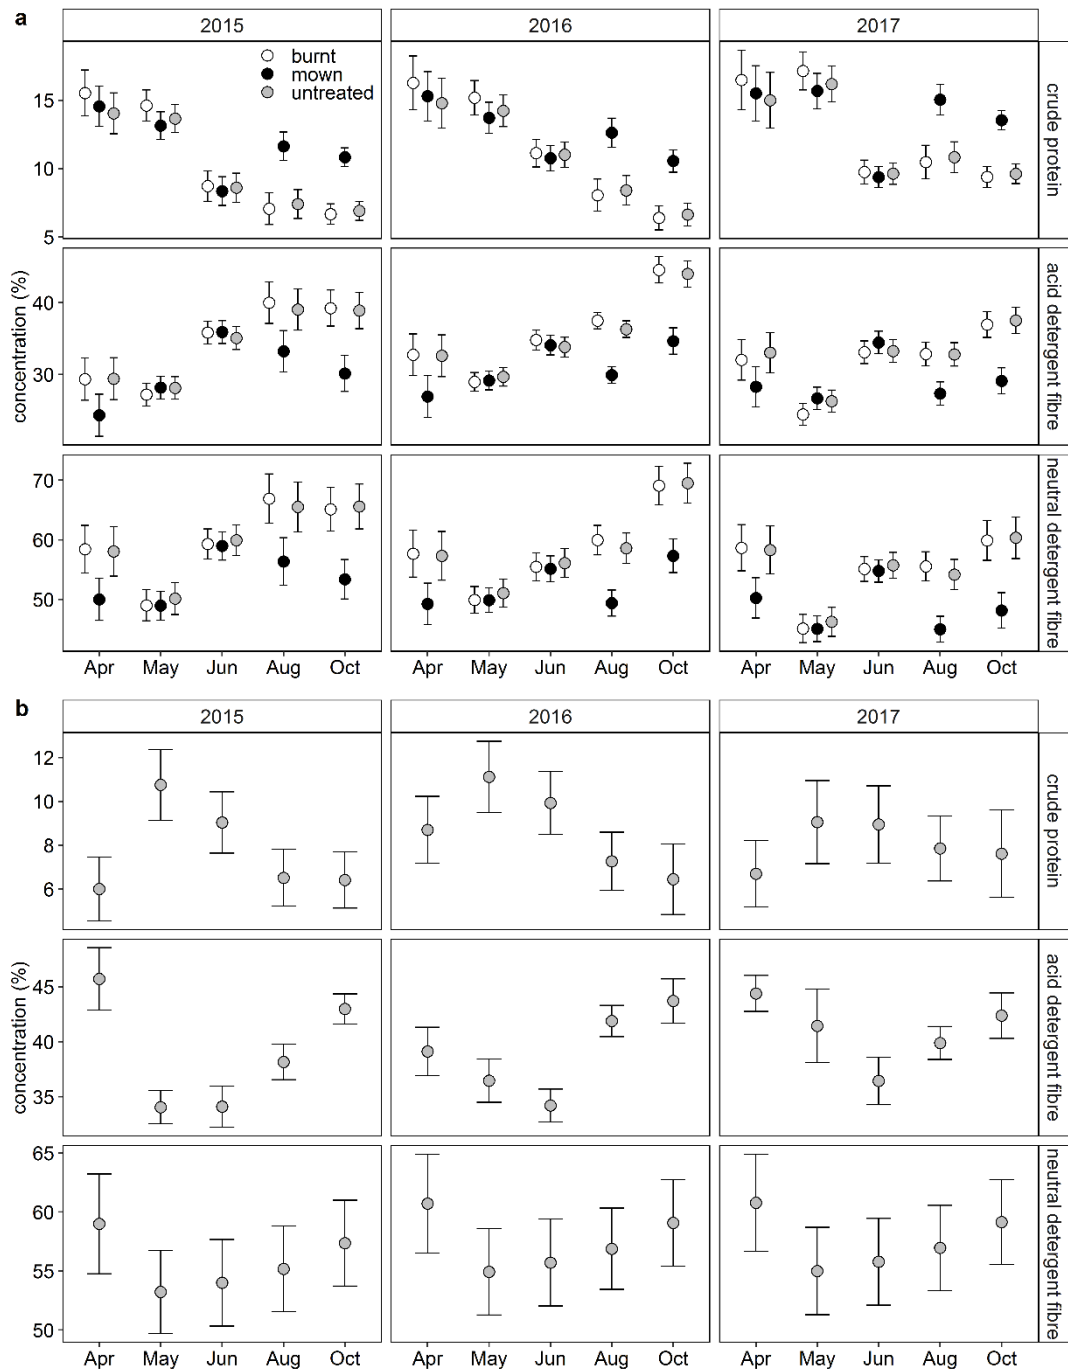 a
2015 2016 2017
burnt
mown
untreated
15
10
5
crude protein
40
30
acid detergent fibre
concentration (%)
70
60
50
neutral detergent fibre
Apr May Jun Aug Oct Apr May Jun Aug Oct Apr May Jun Aug Oct
b
2015 2016 2017
12
10
8
6
crude protein
45
40
35
acid detergent fibre
concentration (%)
65
60
55
50
neutral detergent fibre
Apr May Jun Aug Oct Apr May Jun Aug Oct Apr May Jun Aug Oct